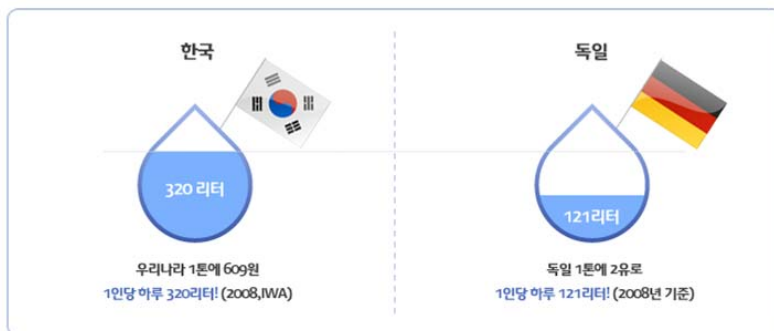 한국
320 리터
우리나라 1톤에 609원
1인당 하루 320리터! (2008,IWA)
독일
121리터
독일 1톤에 2유로
1인당 하루 121리터! (2008년 기준)